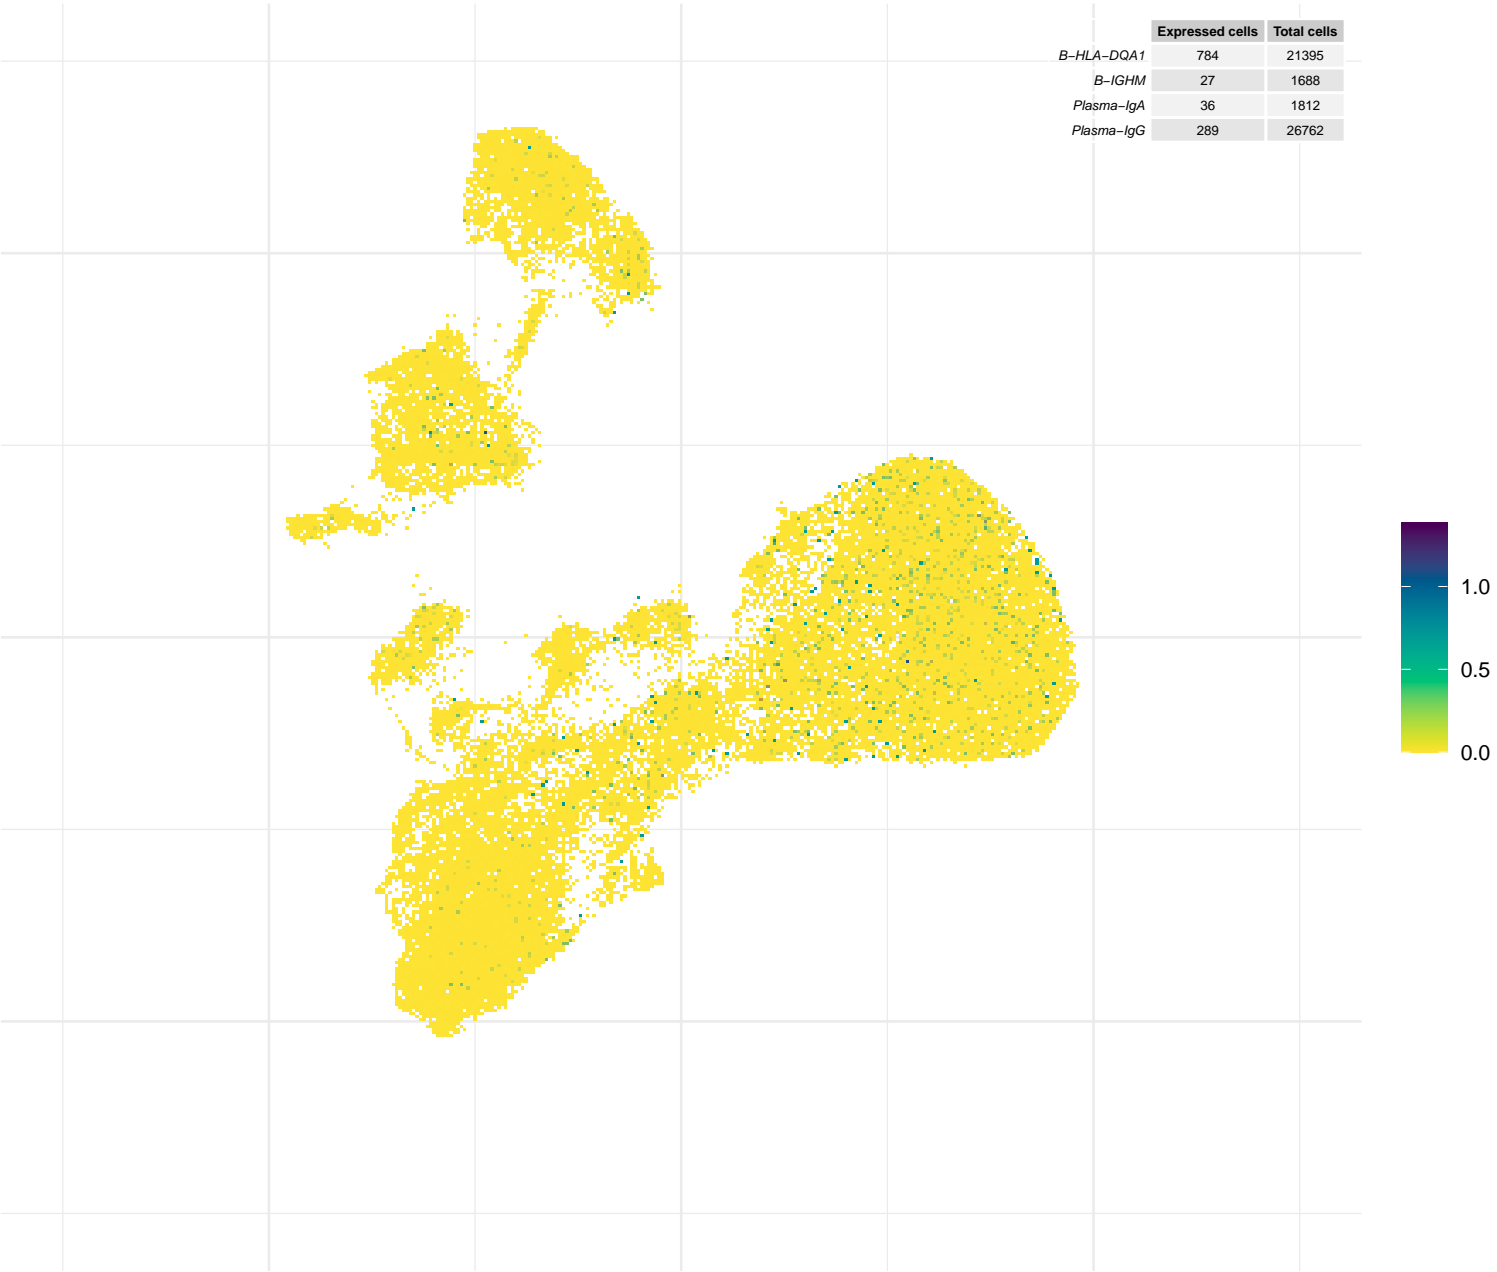 Expressed cells Total cells
B−HLA−DQA1 784 21395
B−IGHM 27 1688
Plasma−IgA 36 1812
Plasma−IgG 289 26762
1.0
0.5
0.0